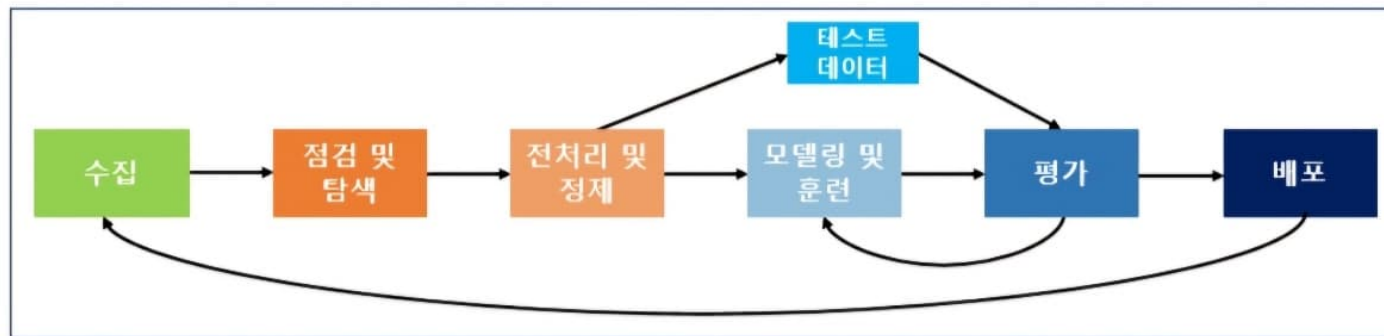 테스트
데이터
수집
점검 및
탐색
전처리 및
정제
모델링 및
훈련
평가
배포